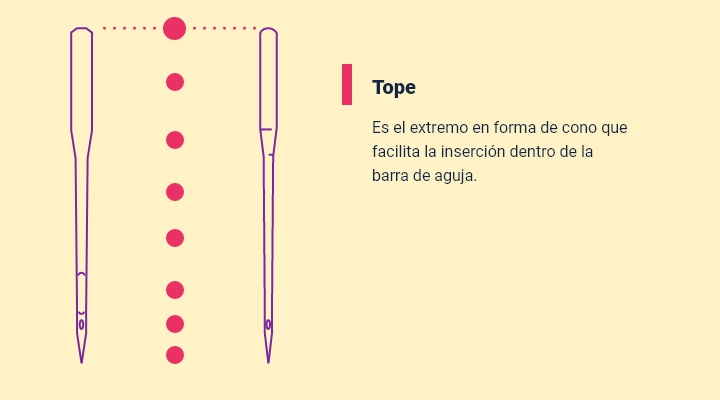 Tope
Es el extremo en forma de cono que
facilita la inserción dentro de la
barra de aguja.